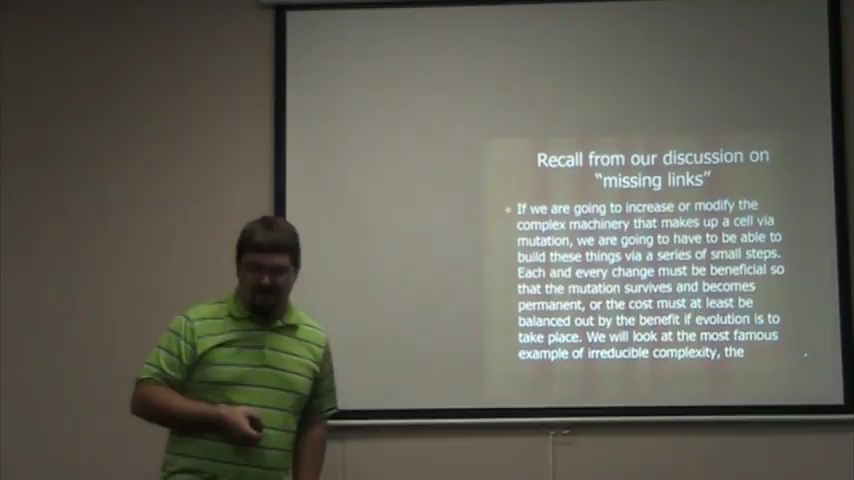 Recall from our discussion on
"missing links"
If we are going to increase or modify the
complex machinery that makes up a cell via
mutation, we are going to have to be able to
build these things via a series of small steps.
Each and every change must be beneficial so
that the mutation survives and becomes
permanent, or the cost must at least be
balanced out by the benefit if evolution is to
take place. We will look at the most famous
example of irreducible complexity, the